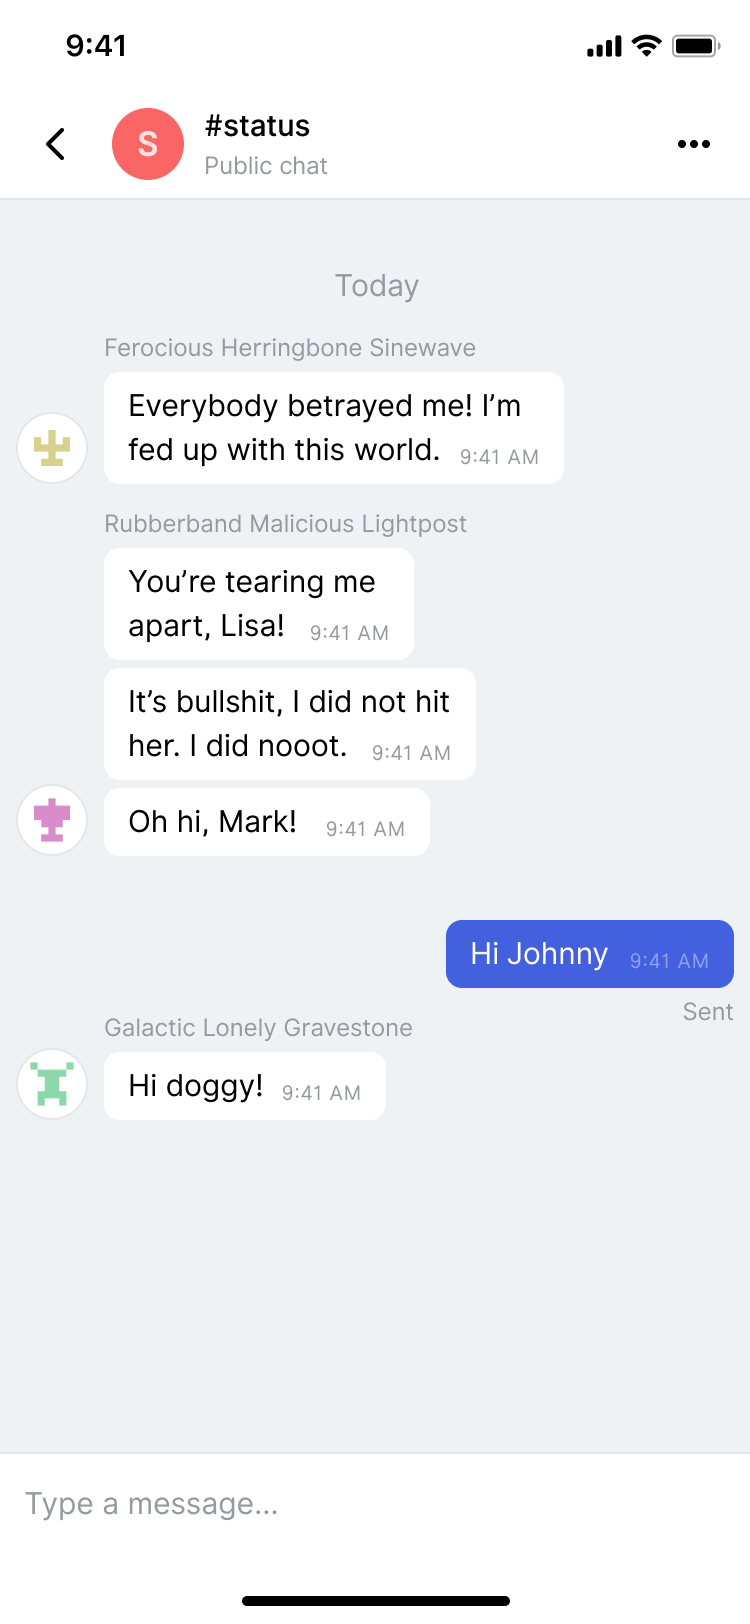 9:41
S
#status
Public chat
Today
Ferocious Herringbone Sinewave
Everybody betrayed me! I’m
fed up with this world. 9:41 AM
Rubberband Malicious Lightpost
You’re tearing me
apart, Lisa! 9:41 AM
It’s bullshit, I did not hit
her. I did nooot. 9:41 AM
Oh hi, Mark! 9:41 AM
Hi Johnny 9:41 AM
Sent
Galactic Lonely Gravestone
Hi doggy! 9:41 AM
Type a message...